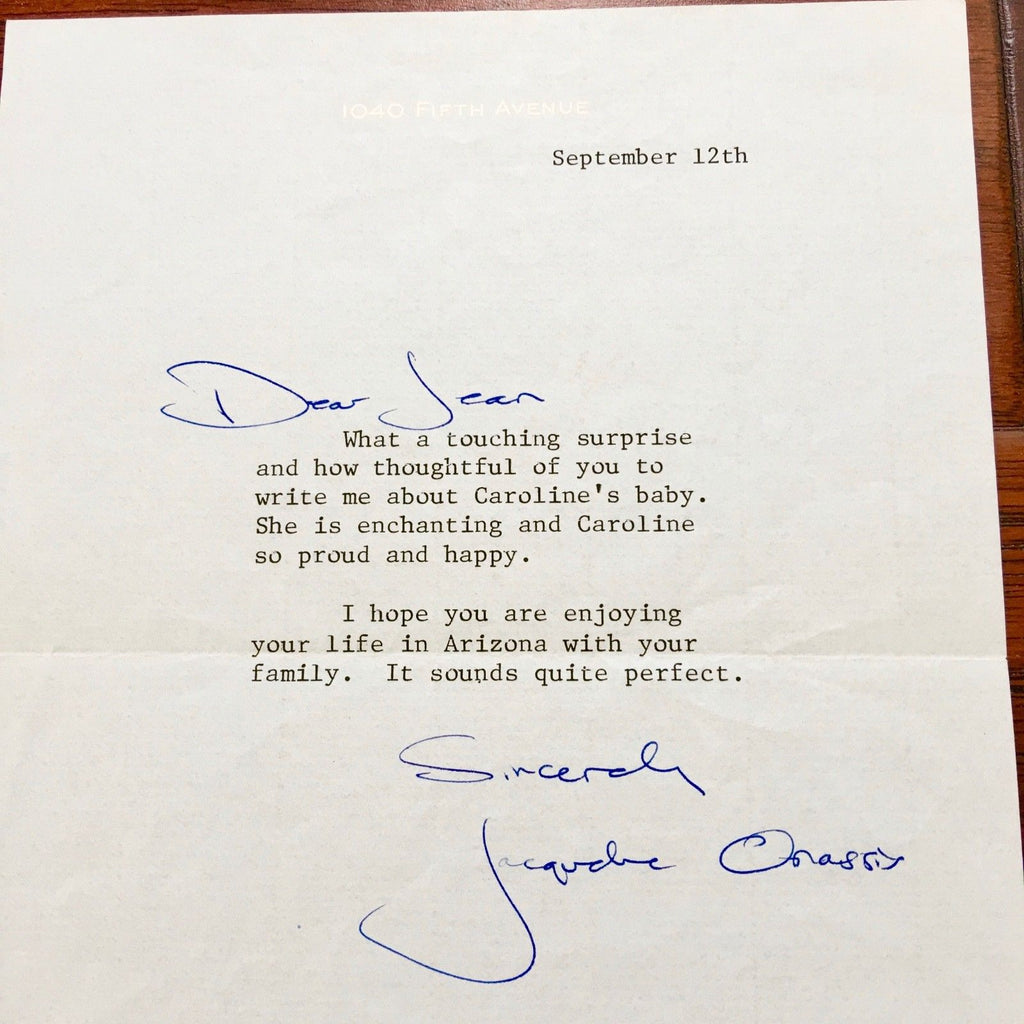 1040 FIFTH AVENUE
September 12th
Dear Jean
What a touching surprise
and how thoughtful of you to
write me about Caroline's baby.
She is enchanting and Caroline
so proud and happy.
I hope you are enjoying
your life in Arizona with your
family. It sounds quite perfect.
Sincerely
Jacqueline Onassis